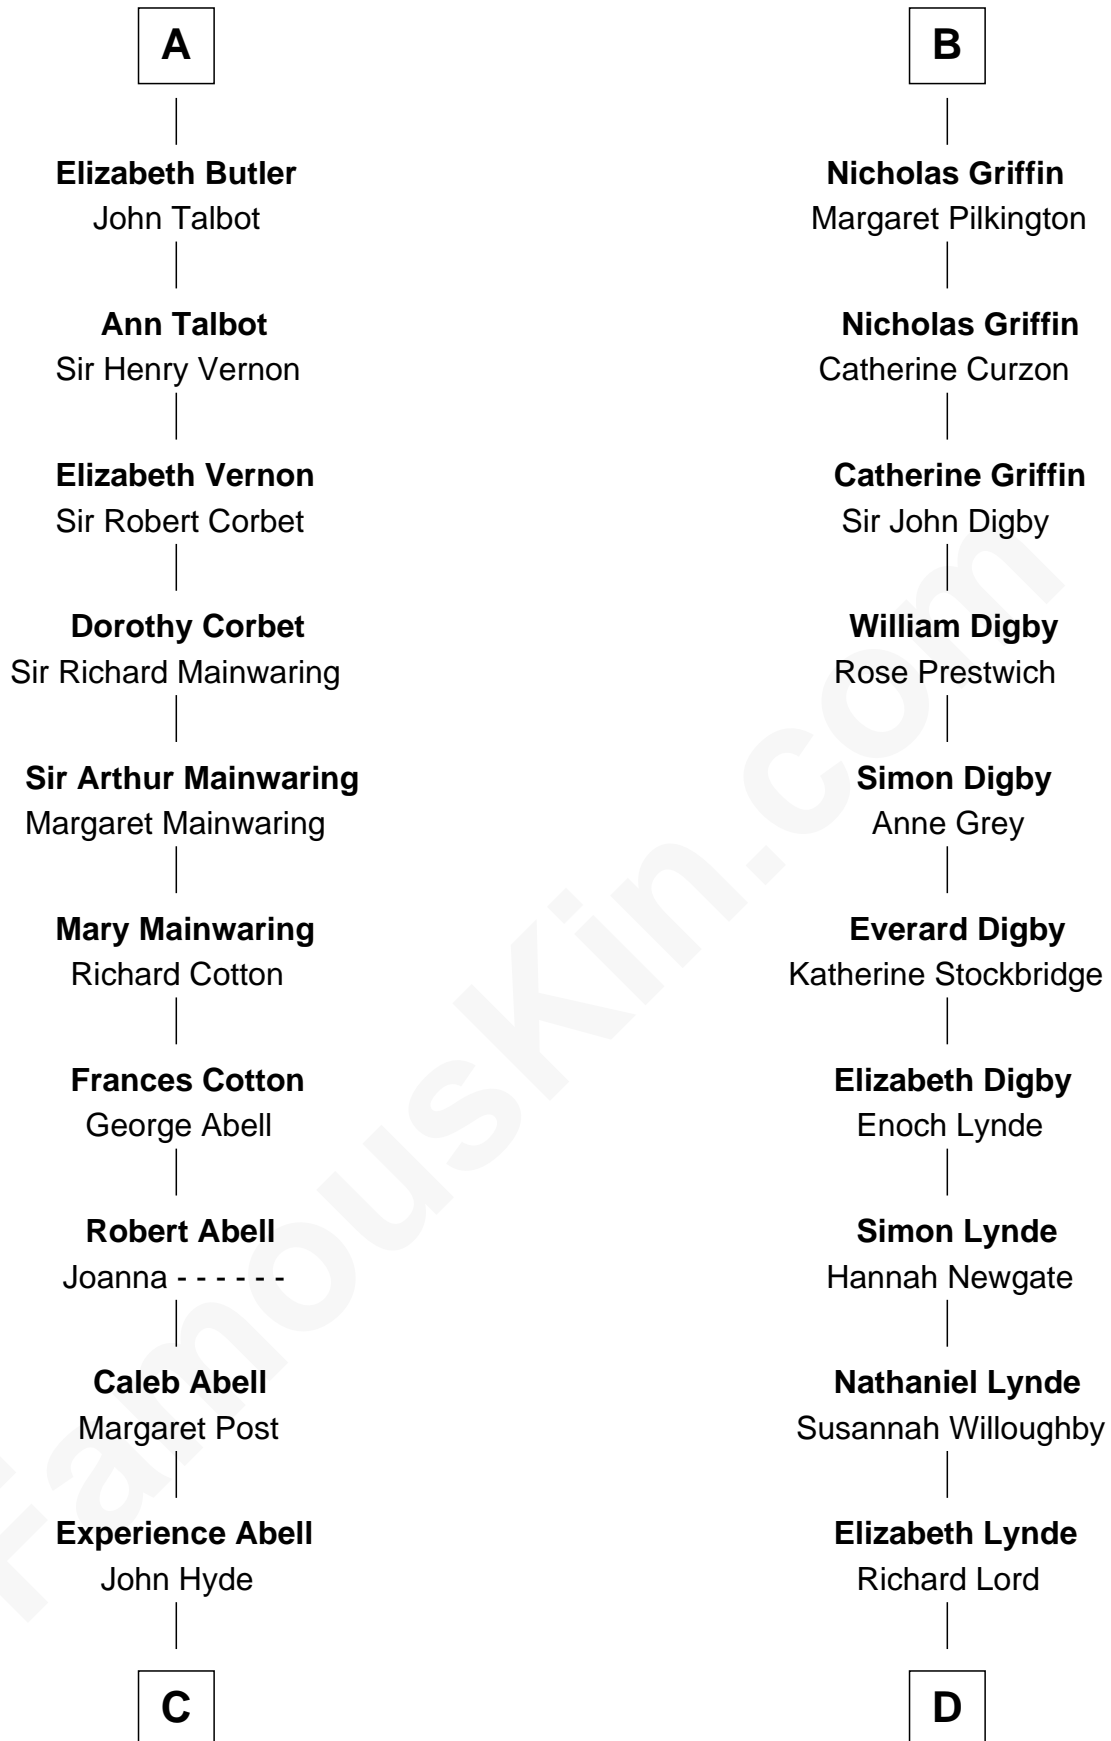 A
Elizabeth Butler
John Talbot
Ann Talbot
Sir Henry Vernon
Elizabeth Vernon
Sir Robert Corbet
Dorothy Corbet
Sir Richard Mainwaring
Sir Arthur Mainwaring
Margaret Mainwaring
Mary Mainwaring
Richard Cotton
Frances Cotton
George Abell
Robert Abell
Joanna - - - - - -
Caleb Abell
Margaret Post
Experience Abell
John Hyde
C
B
Nicholas Griffin
Margaret Pilkington
Nicholas Griffin
Catherine Curzon
Catherine Griffin
Sir John Digby
William Digby
Rose Prestwich
Simon Digby
Anne Grey
Everard Digby
Katherine Stockbridge
Elizabeth Digby
Enoch Lynde
Simon Lynde
Hannah Newgate
Nathaniel Lynde
Susannah Willoughby
Elizabeth Lynde
Richard Lord
D
FamousKin.com